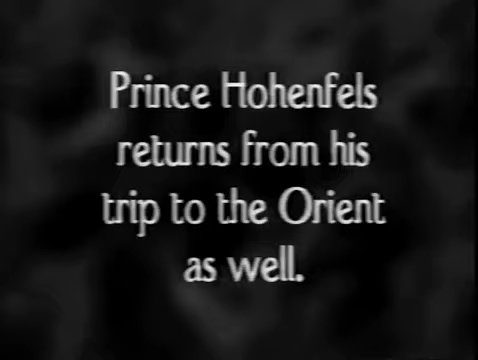 Prince Hohenfels
returns from his
trip to the Orient
as well.